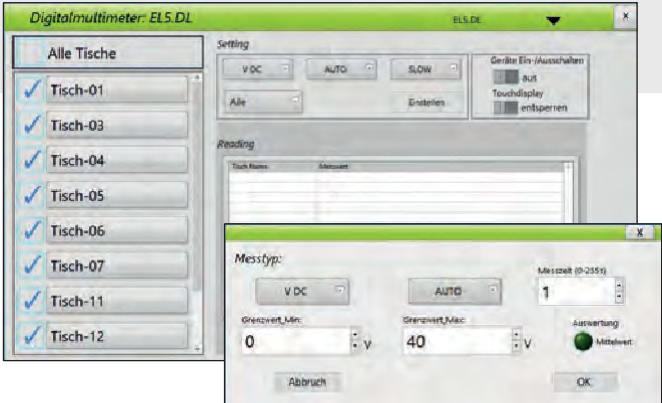 Digitalmultimeter: EL5.DL EL5.DL x
Alle Tische
Tisch-01
Tisch-03
Tisch-04
Tisch-05
Tisch-06
Tisch-07
Tisch-11
Tisch-12
Setting
V DC AUTO SLOW
Alle Einstellen
Geräte Ein-/Ausschalten
aus
Touchdisplay
entsperren
Reading
Tisch Name Messwert
X
Messtyp:
V DC AUTO
Messzeit (0-255s)
1
Grenzwert_Min: Grenzwert_Max:
0 V 40 V
Auswertung
Mittelwert
Abbruch OK